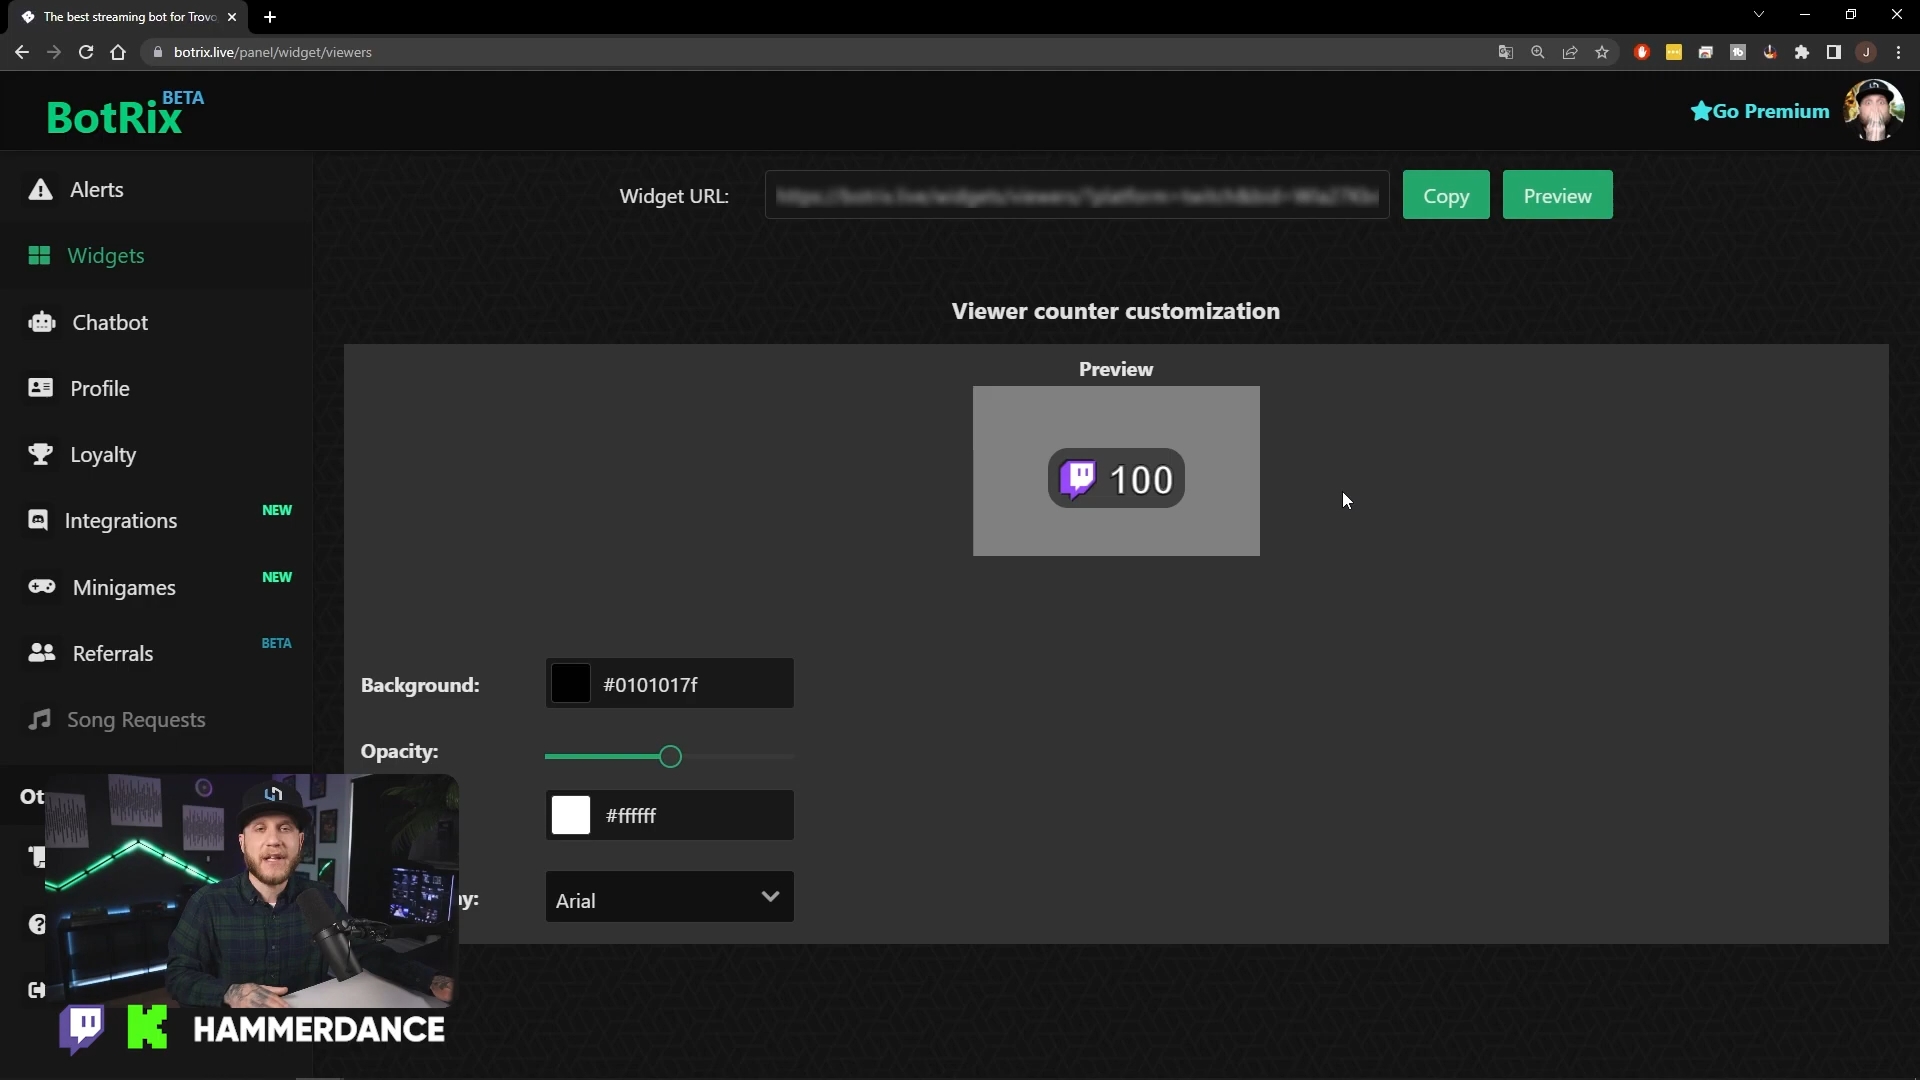 The best streaming bot for Trovo
botrix.live/panel/widget/viewers
J
BotRix BETA
Go Premium
Alerts
Widgets
Chatbot
Profile
Loyalty
Integrations NEW
Minigames NEW
Referrals BETA
Song Requests
Ot
Widget URL:
Copy
Preview
Viewer counter customization
Preview
100
Background: #0101017f
Opacity:
#ffffff
y: Arial
HAMMERDANCE